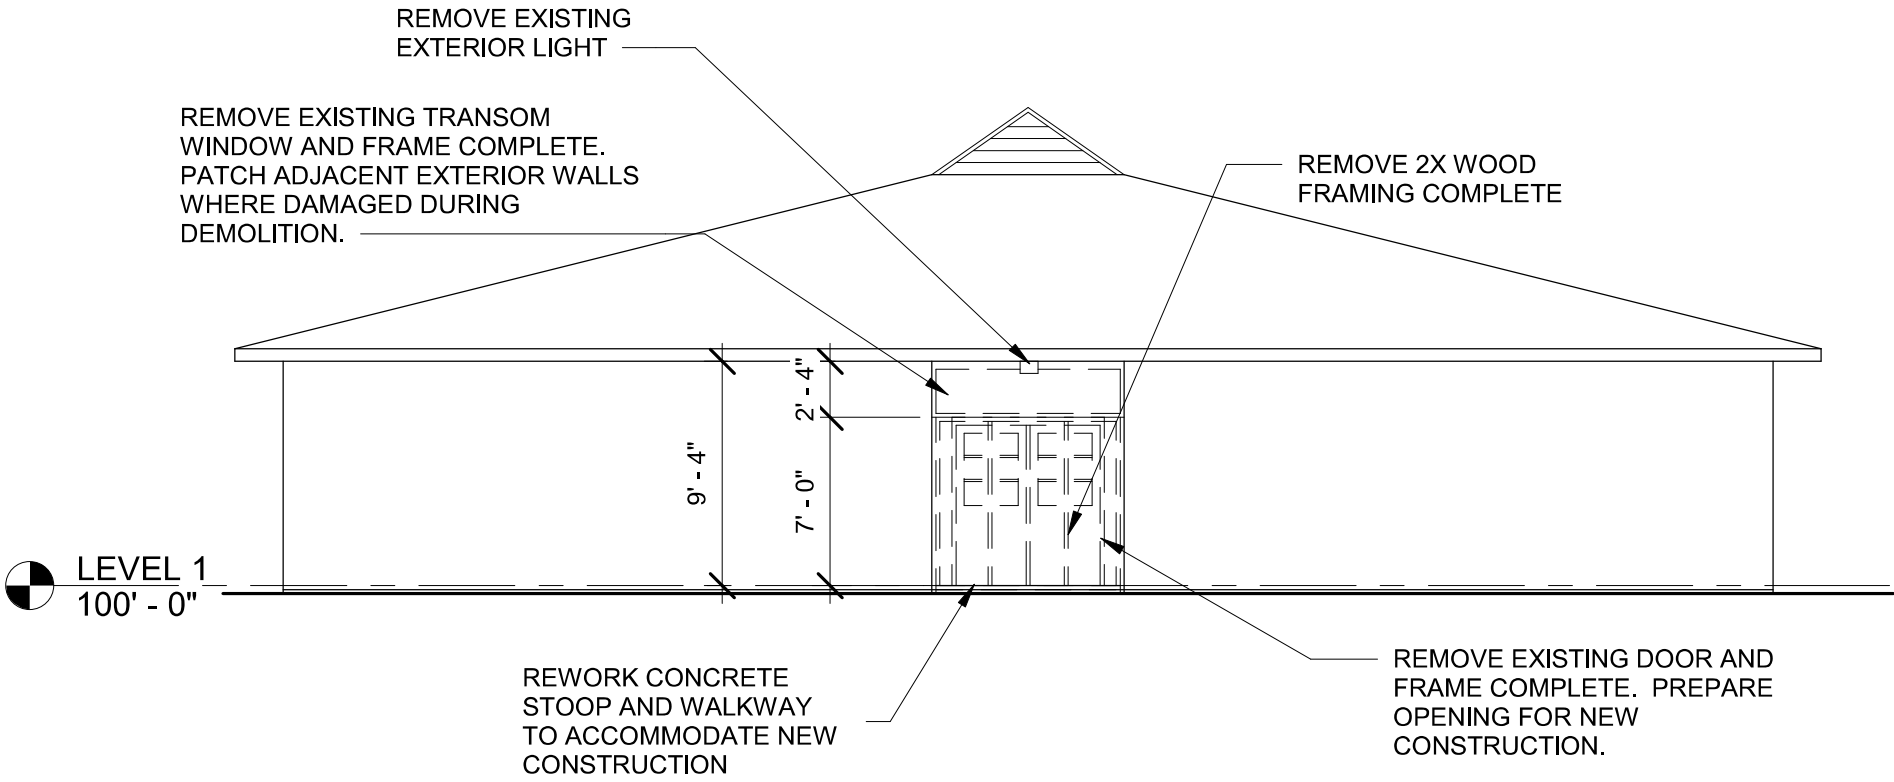 REMOVE EXISTING
EXTERIOR LIGHT
REMOVE EXISTING TRANSOM
WINDOW AND FRAME COMPLETE.
PATCH ADJACENT EXTERIOR WALLS
WHERE DAMAGED DURING
DEMOLITION.
REMOVE 2X WOOD
FRAMING COMPLETE
2' - 4"
9' - 4"
7' - 0"
LEVEL 1
100' - 0"
REWORK CONCRETE
STOOP AND WALKWAY
TO ACCOMMODATE NEW
CONSTRUCTION
REMOVE EXISTING DOOR AND
FRAME COMPLETE.  PREPARE
OPENING FOR NEW
CONSTRUCTION.